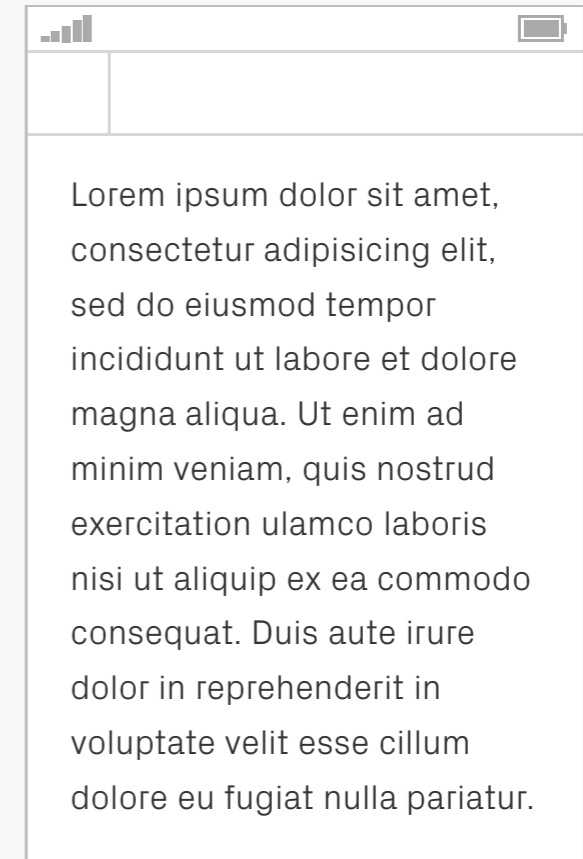 Lorem ipsum dolor sit amet,
consectetur adipisicing elit,
sed do eiusmod tempor
incididunt ut labore et dolore
magna aliqua. Ut enim ad
minim veniam, quis nostrud
exercitation ulamco laboris
nisi ut aliquip ex ea commodo
consequat. Duis aute irure
dolor in reprehenderit in
voluptate velit esse cillum
dolore eu fugiat nulla pariatur.